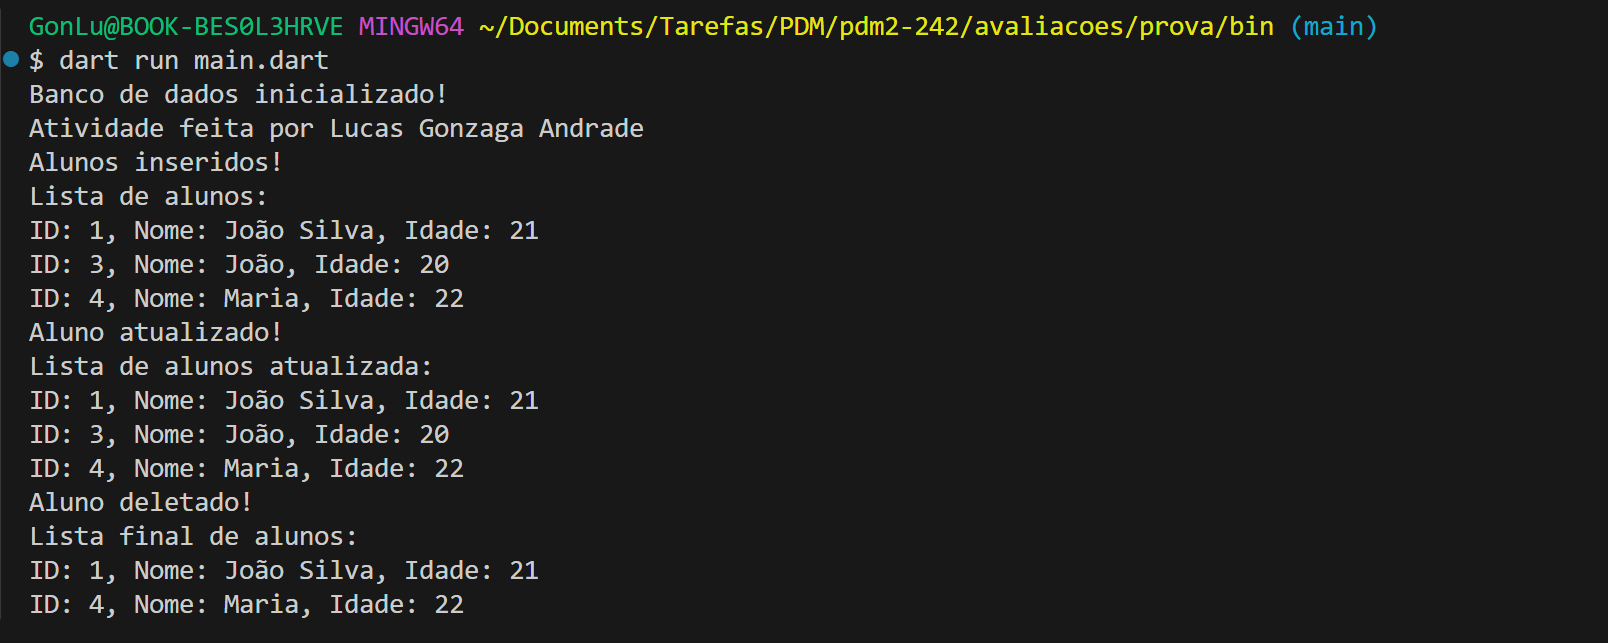 GonLu@BOOK-BES0L3HRVE MINGW64 ~/Documents/Tarefas/PDM/pdm2-242/avaliacoes/prova/bin (main)
$ dart run main.dart
Banco de dados inicializado!
Atividade feita por Lucas Gonzaga Andrade
Alunos inseridos!
Lista de alunos:
ID: 1, Nome: João Silva, Idade: 21
ID: 3, Nome: João, Idade: 20
ID: 4, Nome: Maria, Idade: 22
Aluno atualizado!
Lista de alunos atualizada:
ID: 1, Nome: João Silva, Idade: 21
ID: 3, Nome: João, Idade: 20
ID: 4, Nome: Maria, Idade: 22
Aluno deletado!
Lista final de alunos:
ID: 1, Nome: João Silva, Idade: 21
ID: 4, Nome: Maria, Idade: 22